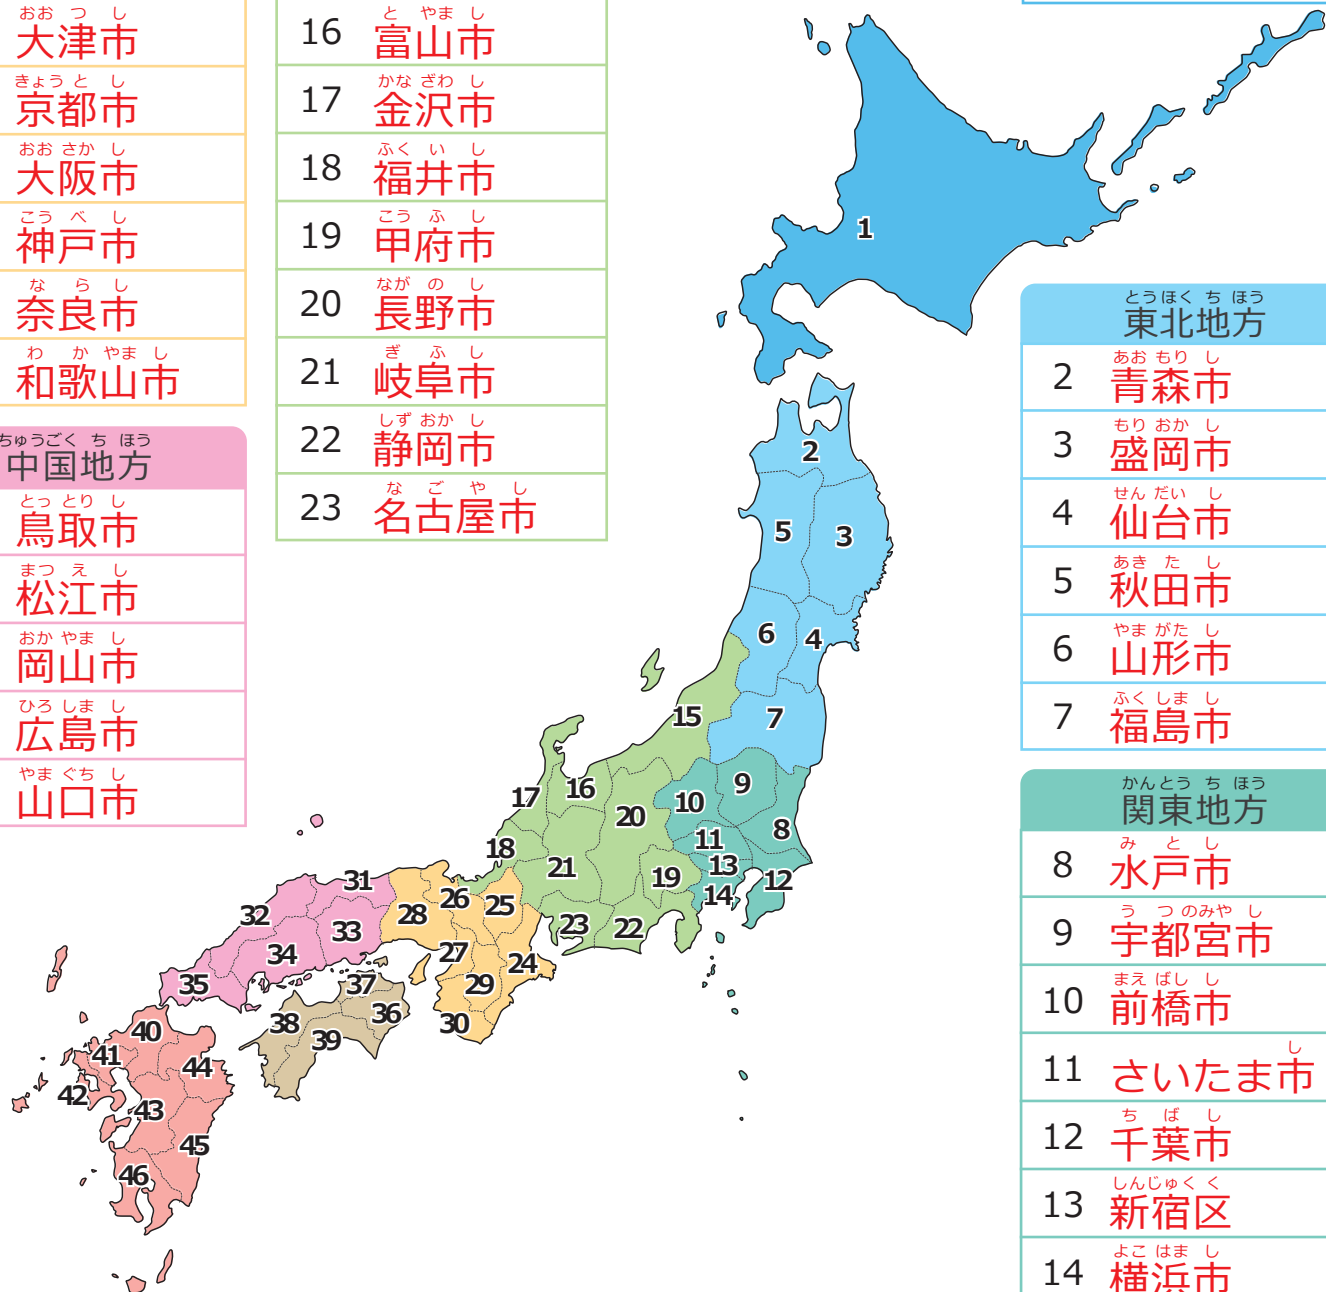 おおつし
大津市
きょうとし
京都市
おおさかし
大阪市
こうべし
神戸市
ならし
奈良市
わかやまし
和歌山市
ちゅうごくちほう
中国地方
とっとりし
鳥取市
まつえし
松江市
おかやまし
岡山市
ひろしまし
広島市
やまぐちし
山口市
とやまし
16 富山市
かなざわし
17 金沢市
ふくいし
18 福井市
こうふし
19 甲府市
ながのし
20 長野市
ぎふし
21 岐阜市
しずおかし
22 静岡市
なごやし
23 名古屋市
とうほくちほう
東北地方
あおもりし
2 青森市
もりおかし
3 盛岡市
せんだいし
4 仙台市
あきたし
5 秋田市
やまがたし
6 山形市
ふくしまし
7 福島市
かんとうちほう
関東地方
みとし
8 水戸市
うつのみやし
9 宇都宮市
まえばしし
10 前橋市
し
11 さいたま市
ちばし
12 千葉市
しんじゅくく
13 新宿区
よこはまし
14 横浜市
1
2
5
3
6
4
15
7
9
16
17
10
20
8
11
18
13
21
19
12
31
14
26
25
28
32
23
22
33
27
34
24
35
29
37
36
38
30
40
39
41
44
42
43
45
46